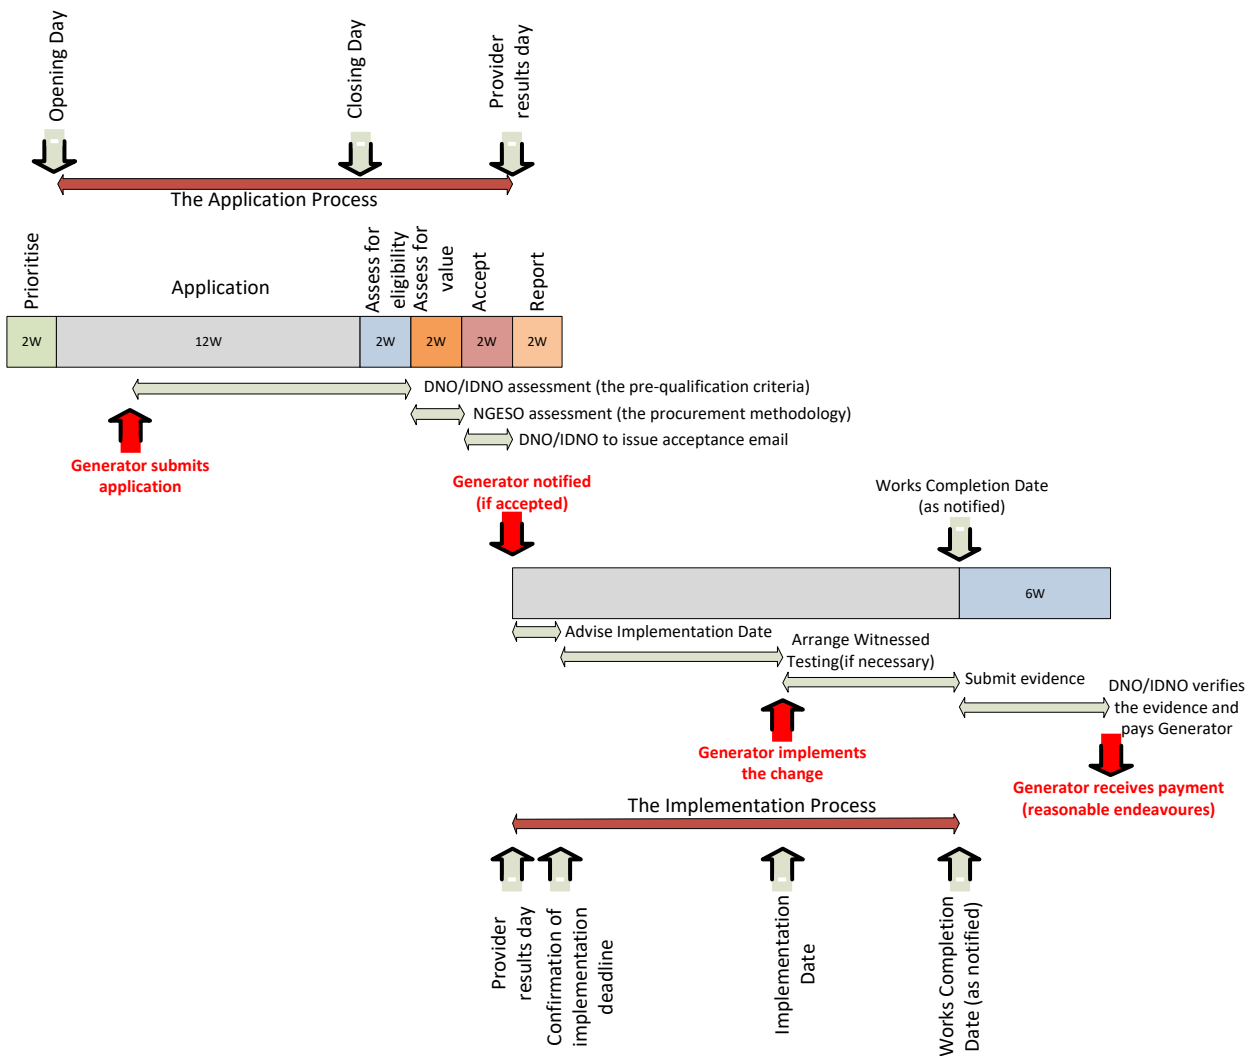 Opening Day
Closing Day
Provider
results day
The Application Process
Prioritise
Application
Assess for
eligibility
Assess for
value
Accept
Report
2W
12W
2W
2W
2W
2W
DNO/IDNO assessment (the pre-qualification criteria)
NGESO assessment (the procurement methodology)
DNO/IDNO to issue acceptance email
Generator submits
application
Generator notified
(if accepted)
Works Completion Date
(as notified)
6W
Advise Implementation Date
Arrange Witnessed
Testing(if necessary)
Submit evidence
DNO/IDNO verifies
the evidence and
pays Generator
Generator implements
the change
Generator receives payment
(reasonable endeavoures)
The Implementation Process
Provider
results day
Confirmation of
implementation
deadline
Implementation
Date
Works Completion
Date (as notified)